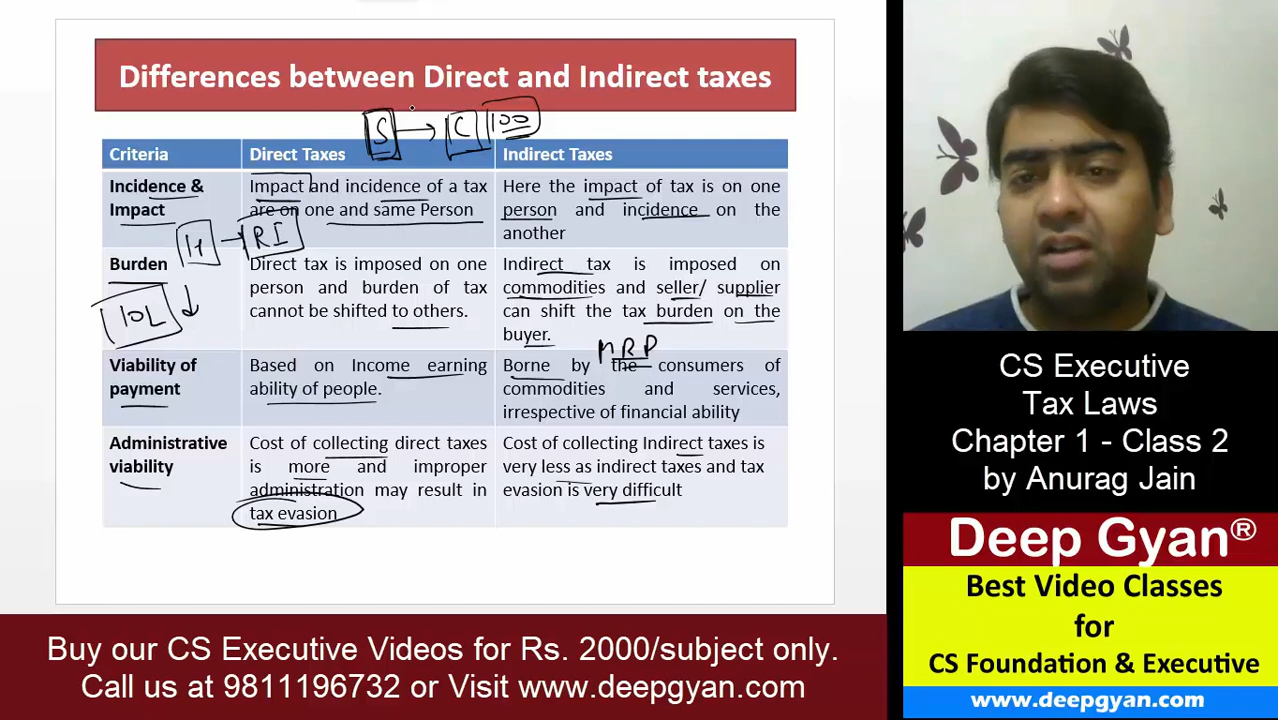 Differences between Direct and Indirect taxes
S → C 100
Criteria Direct Taxes Indirect Taxes
Incidence &
Impact
Impact and incidence of a tax
are on one and same Person
Here the impact of tax is on one
person and incidence on the
another
H → RI
10L
Burden
Direct tax is imposed on one
person and burden of tax
cannot be shifted to others.
Indirect tax is imposed on
commodities and seller/ supplier
can shift the tax burden on the
buyer.
MRP
Viability of
payment
Based on Income earning
ability of people.
Borne by the consumers of
commodities and services,
irrespective of financial ability
Administrative
viability
Cost of collecting direct taxes
is more and improper
administration may result in
tax evasion
Cost of collecting Indirect taxes is
very less as indirect taxes and tax
evasion is very difficult
CS Executive
Tax Laws
Chapter 1 - Class 2
by Anurag Jain
Deep Gyan®
Best Video Classes
for
CS Foundation & Executive
www.deepgyan.com
Buy our CS Executive Videos for Rs. 2000/subject only.
Call us at 9811196732 or Visit www.deepgyan.com